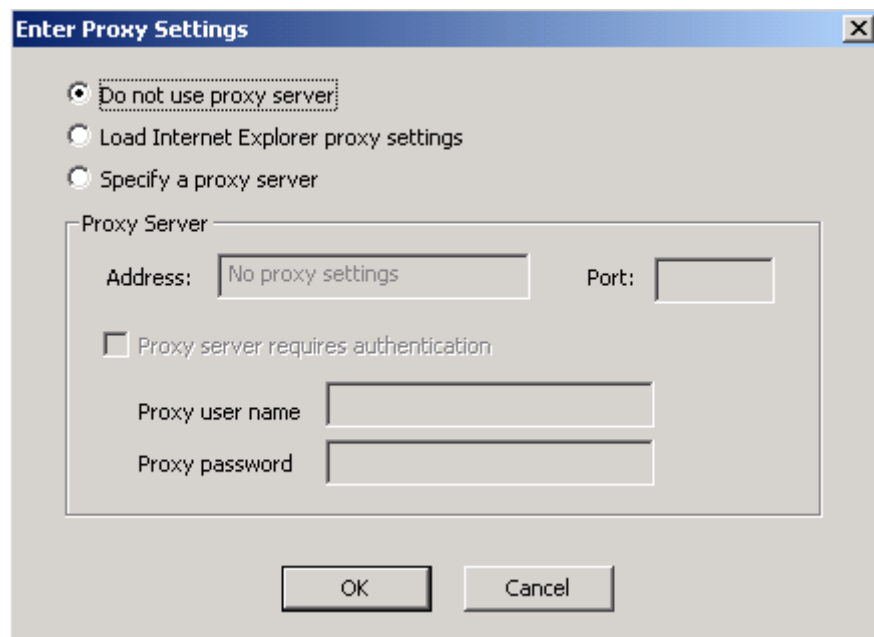 Enter Proxy Settings
Do not use proxy server
Load Internet Explorer proxy settings
Specify a proxy server
Proxy Server
Address: No proxy settings Port:
Proxy server requires authentication
Proxy user name
Proxy password
OK Cancel